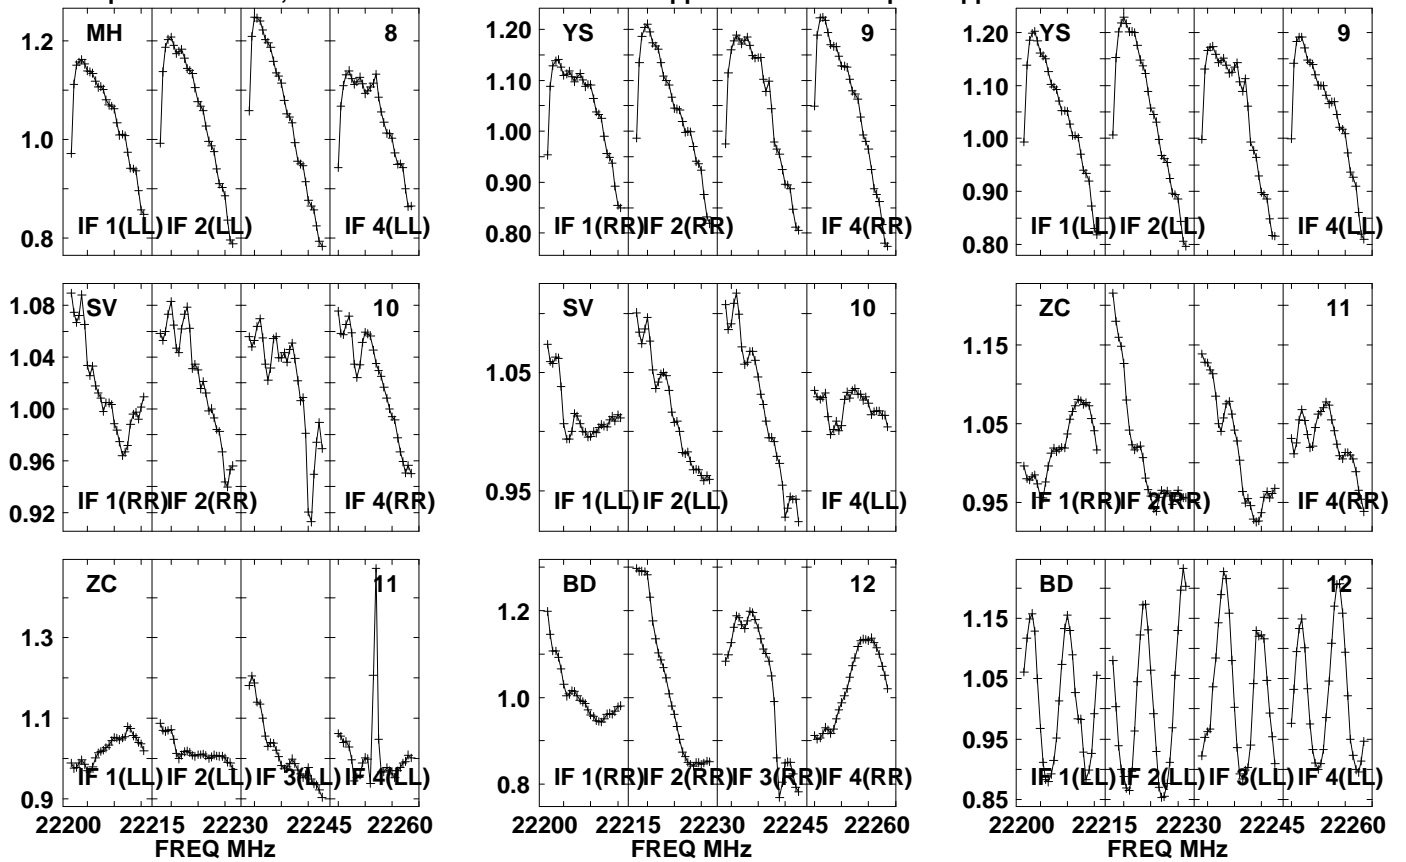 MH 8
1.2
1.0
0.8
IF 1(LL) IF 2(LL) IF 4(LL)
YS 9
1.20
1.10
1.00
0.90
0.80
IF 1(RR) IF 2(RR) IF 4(RR)
YS 9
1.20
1.10
1.00
0.90
0.80
IF 1(LL) IF 2(LL) IF 4(LL)
SV 10
1.08
1.04
1.00
0.96
0.92
IF 1(RR) IF 2(RR) IF 4(RR)
SV 10
1.05
0.95
IF 1(LL) IF 2(LL) IF 4(LL)
ZC 11
1.15
1.05
0.95
IF 1(RR) IF 2(RR) IF 4(RR)
ZC 11
1.3
1.1
0.9
IF 1(LL) IF 2(LL) IF 3(LL) IF 4(LL)
22200 22215 22230 22245 22260
FREQ MHz
BD 12
1.2
1.0
0.8
IF 1(RR) IF 2(RR) IF 3(RR) IF 4(RR)
22200 22215 22230 22245 22260
FREQ MHz
BD 12
1.15
1.05
0.95
0.85
IF 1(LL) IF 2(LL) IF 3(LL) IF 4(LL)
22200 22215 22230 22245 22260
FREQ MHz